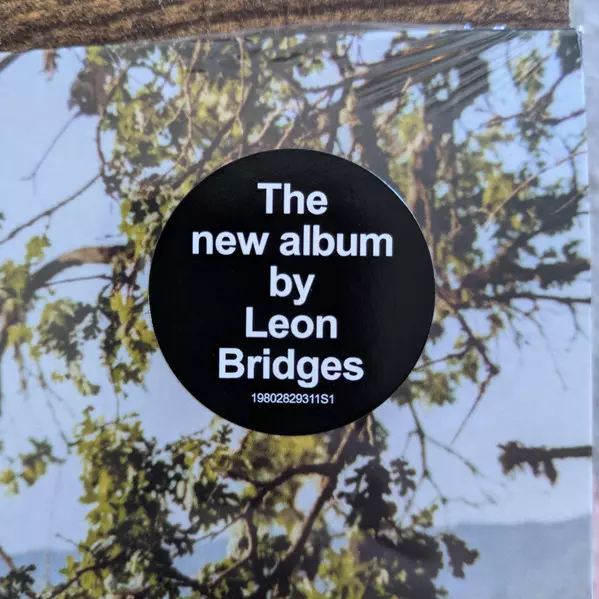 The
new album
by
Leon
Bridges
19802829311S1